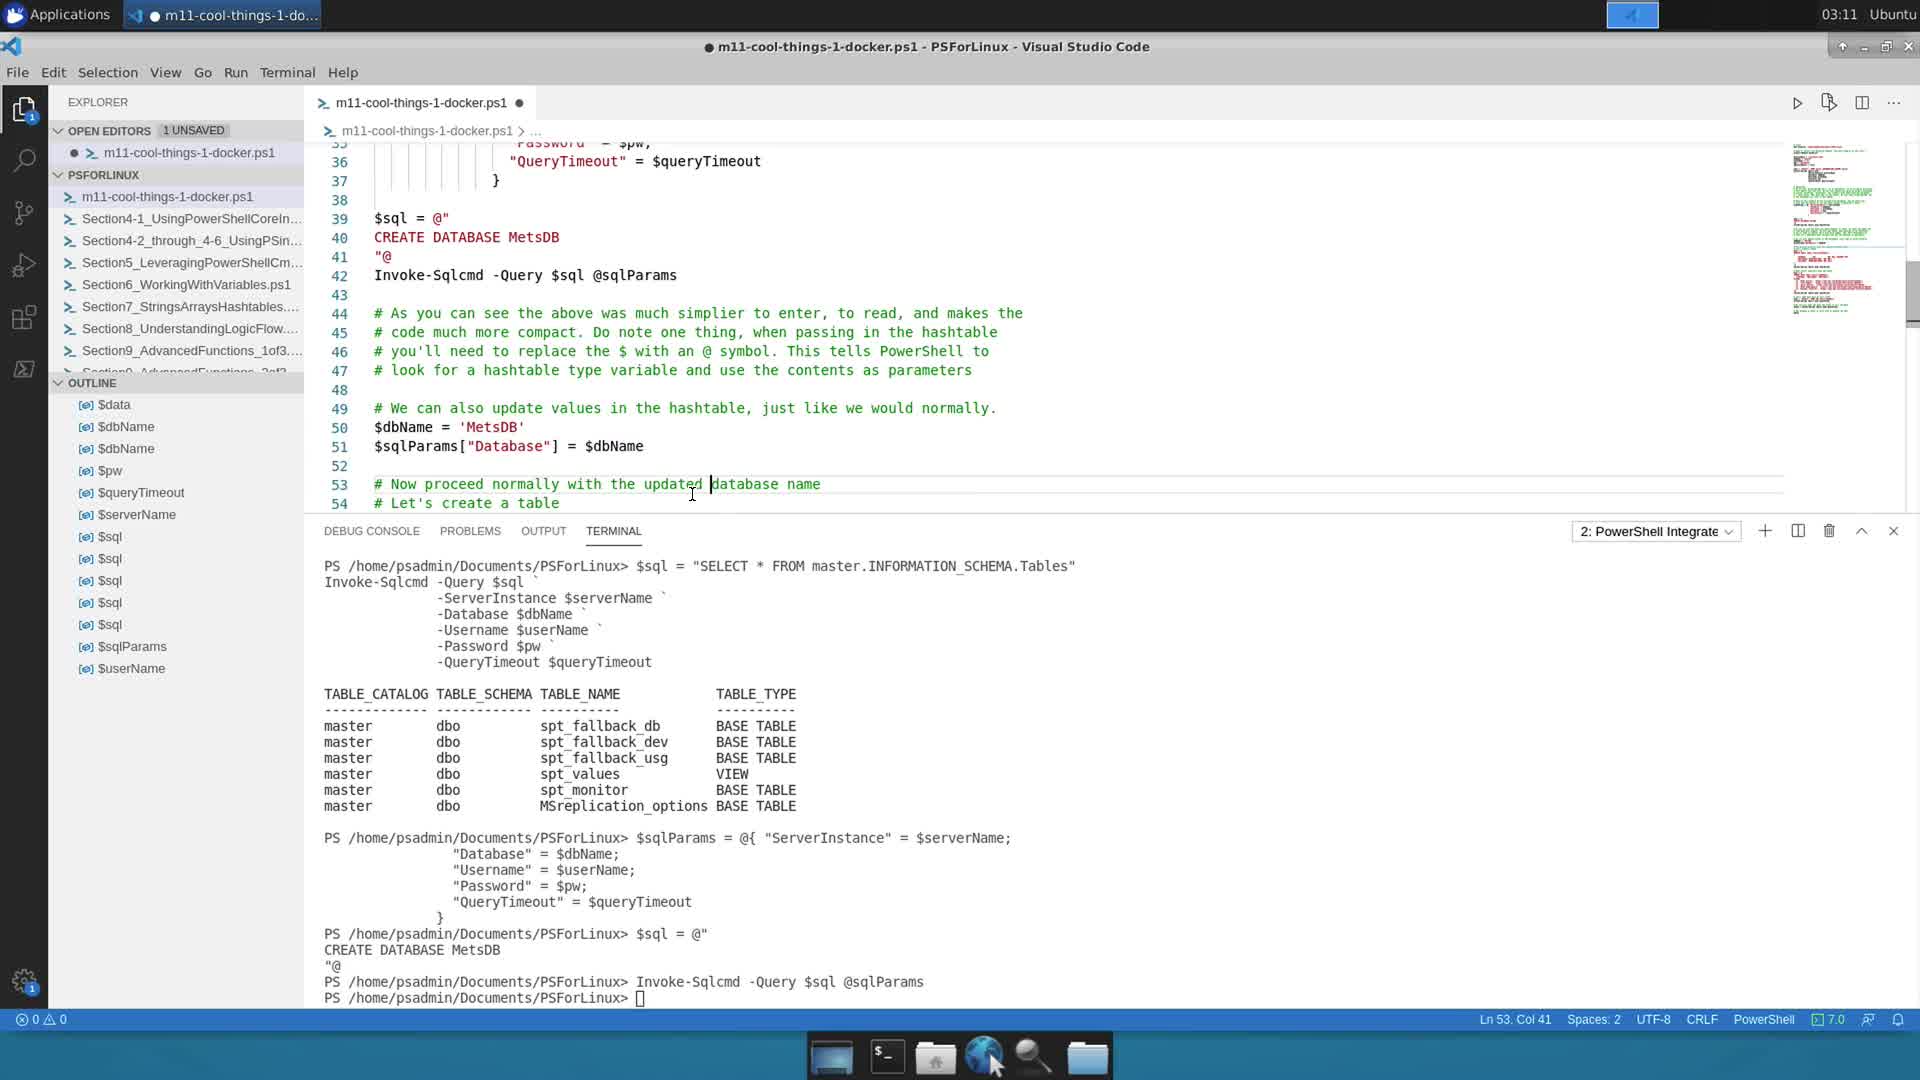 Applications
m11-cool-things-1-do...
03:11
Ubuntu
m11-cool-things-1-docker.ps1 - PSForLinux - Visual Studio Code
File Edit Selection View Go Run Terminal Help
EXPLORER
OPEN EDITORS 1 UNSAVED
m11-cool-things-1-docker.ps1
PSFORLINUX
m11-cool-things-1-docker.ps1
Section4-1_UsingPowerShellCoreIn...
Section4-2_through_4-6_UsingPSin...
Section5_LeveragingPowerShellCm...
Section6_WorkingWithVariables.ps1
Section7_StringsArraysHashtables....
Section8_UnderstandingLogicFlow....
Section9_AdvancedFunctions_1of3....
Section9_AdvancedFunctions_2of3....
OUTLINE
$data
$dbName
$dbName
$pw
$queryTimeout
$serverName
$sql
$sql
$sql
$sql
$sql
$sqlParams
$userName
1
1
m11-cool-things-1-docker.ps1
m11-cool-things-1-docker.ps1 > ...
35 "Password" = $pw;
36 "QueryTimeout" = $queryTimeout
37 }
38
39 $sql = @"
40 CREATE DATABASE MetsDB
41 "@
42 Invoke-Sqlcmd -Query $sql @sqlParams
43
44 # As you can see the above was much simplier to enter, to read, and makes the
45 # code much more compact. Do note one thing, when passing in the hashtable
46 # you'll need to replace the $ with an @ symbol. This tells PowerShell to
47 # look for a hashtable type variable and use the contents as parameters
48
49 # We can also update values in the hashtable, just like we would normally.
50 $dbName = 'MetsDB'
51 $sqlParams["Database"] = $dbName
52
53 # Now proceed normally with the updated database name
54 # Let's create a table
DEBUG CONSOLE PROBLEMS OUTPUT TERMINAL
2: PowerShell Integrate
PS /home/psadmin/Documents/PSForLinux> $sql = "SELECT * FROM master.INFORMATION_SCHEMA.Tables"
Invoke-Sqlcmd -Query $sql `
-ServerInstance $serverName `
-Database $dbName `
-Username $userName `
-Password $pw `
-QueryTimeout $queryTimeout
TABLE_CATALOG TABLE_SCHEMA TABLE_NAME TABLE_TYPE
------------- ------------ ---------- ----------
master dbo spt_fallback_db BASE TABLE
master dbo spt_fallback_dev BASE TABLE
master dbo spt_fallback_usg BASE TABLE
master dbo spt_values VIEW
master dbo spt_monitor BASE TABLE
master dbo MSreplication_options BASE TABLE
PS /home/psadmin/Documents/PSForLinux> $sqlParams = @{ "ServerInstance" = $serverName;
"Database" = $dbName;
"Username" = $userName;
"Password" = $pw;
"QueryTimeout" = $queryTimeout
}
PS /home/psadmin/Documents/PSForLinux> $sql = @"
CREATE DATABASE MetsDB
"@
PS /home/psadmin/Documents/PSForLinux> Invoke-Sqlcmd -Query $sql @sqlParams
PS /home/psadmin/Documents/PSForLinux>
0 0
Ln 53, Col 41 Spaces: 2 UTF-8 CRLF PowerShell 7.0